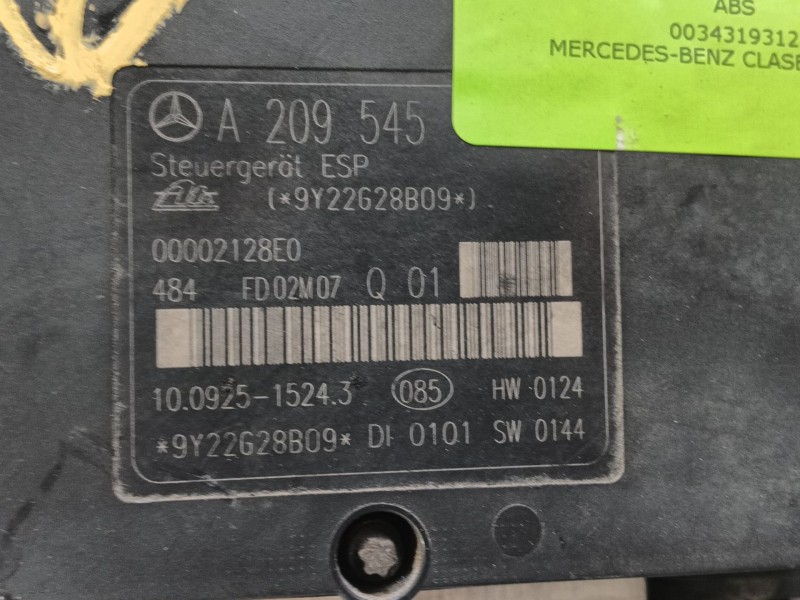 ABS
0034319312
MERCEDES-BENZ CLASE
A 209 545
Steuergerät ESP
Ate (*9Y22G28B09*)
00002128E0
484 FD02M07 Q 01
10.0925-1524.3 085 HW 0124
*9Y22G28B09* DI 0101 SW 0144